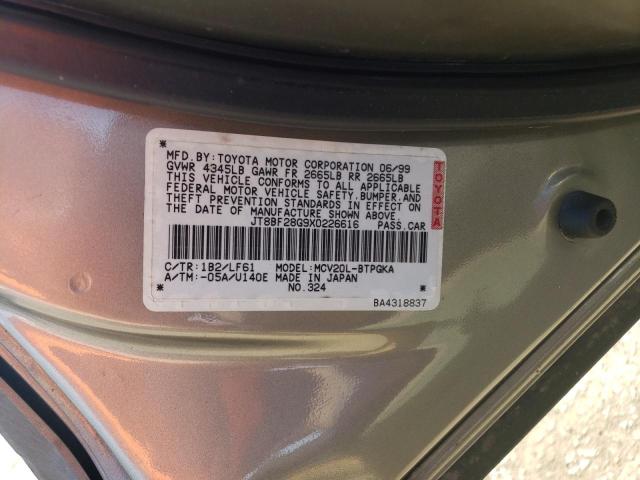 MFD.BY:TOYOTA MOTOR CORPORATION 06/99
GVWR 4345LB GAWR FR 2665LB RR 2665LB
THIS VEHICLE CONFORMS TO ALL APPLICABLE
FEDERAL MOTOR VEHICLE SAFETY,BUMPER,AND
THEFT PREVENTION STANDARDS IN EFFECT ON
THE DATE OF MANUFACTURE SHOWN ABOVE.
JT8BF28G9X0226616 PASS.CAR
TOYOTA
C/TR:1B2/LF61 MODEL:MCV20L-BTPGKA
A/TM:-05A/U140E MADE IN JAPAN
NO.324
BA4318837